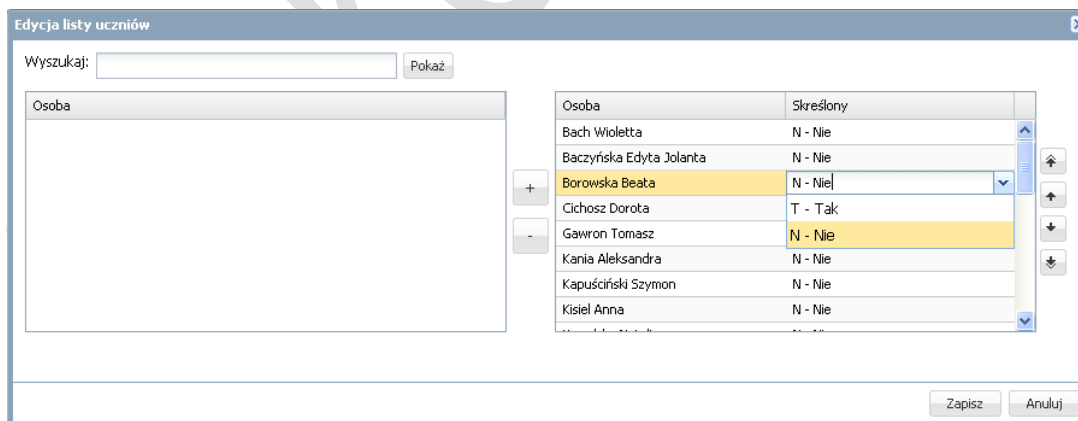 Edycja listy uczniów
Wyszukaj: Pokaż
Osoba
Osoba Skreślony
Bach Wioletta N - Nie
Baczyńska Edyta Jolanta N - Nie
Borowska Beata N - Nie
Cichosz Dorota T - Tak
Gawron Tomasz N - Nie
Kania Aleksandra N - Nie
Kapuściński Szymon N - Nie
Kisiel Anna N - Nie
+
-
Zapisz Anuluj